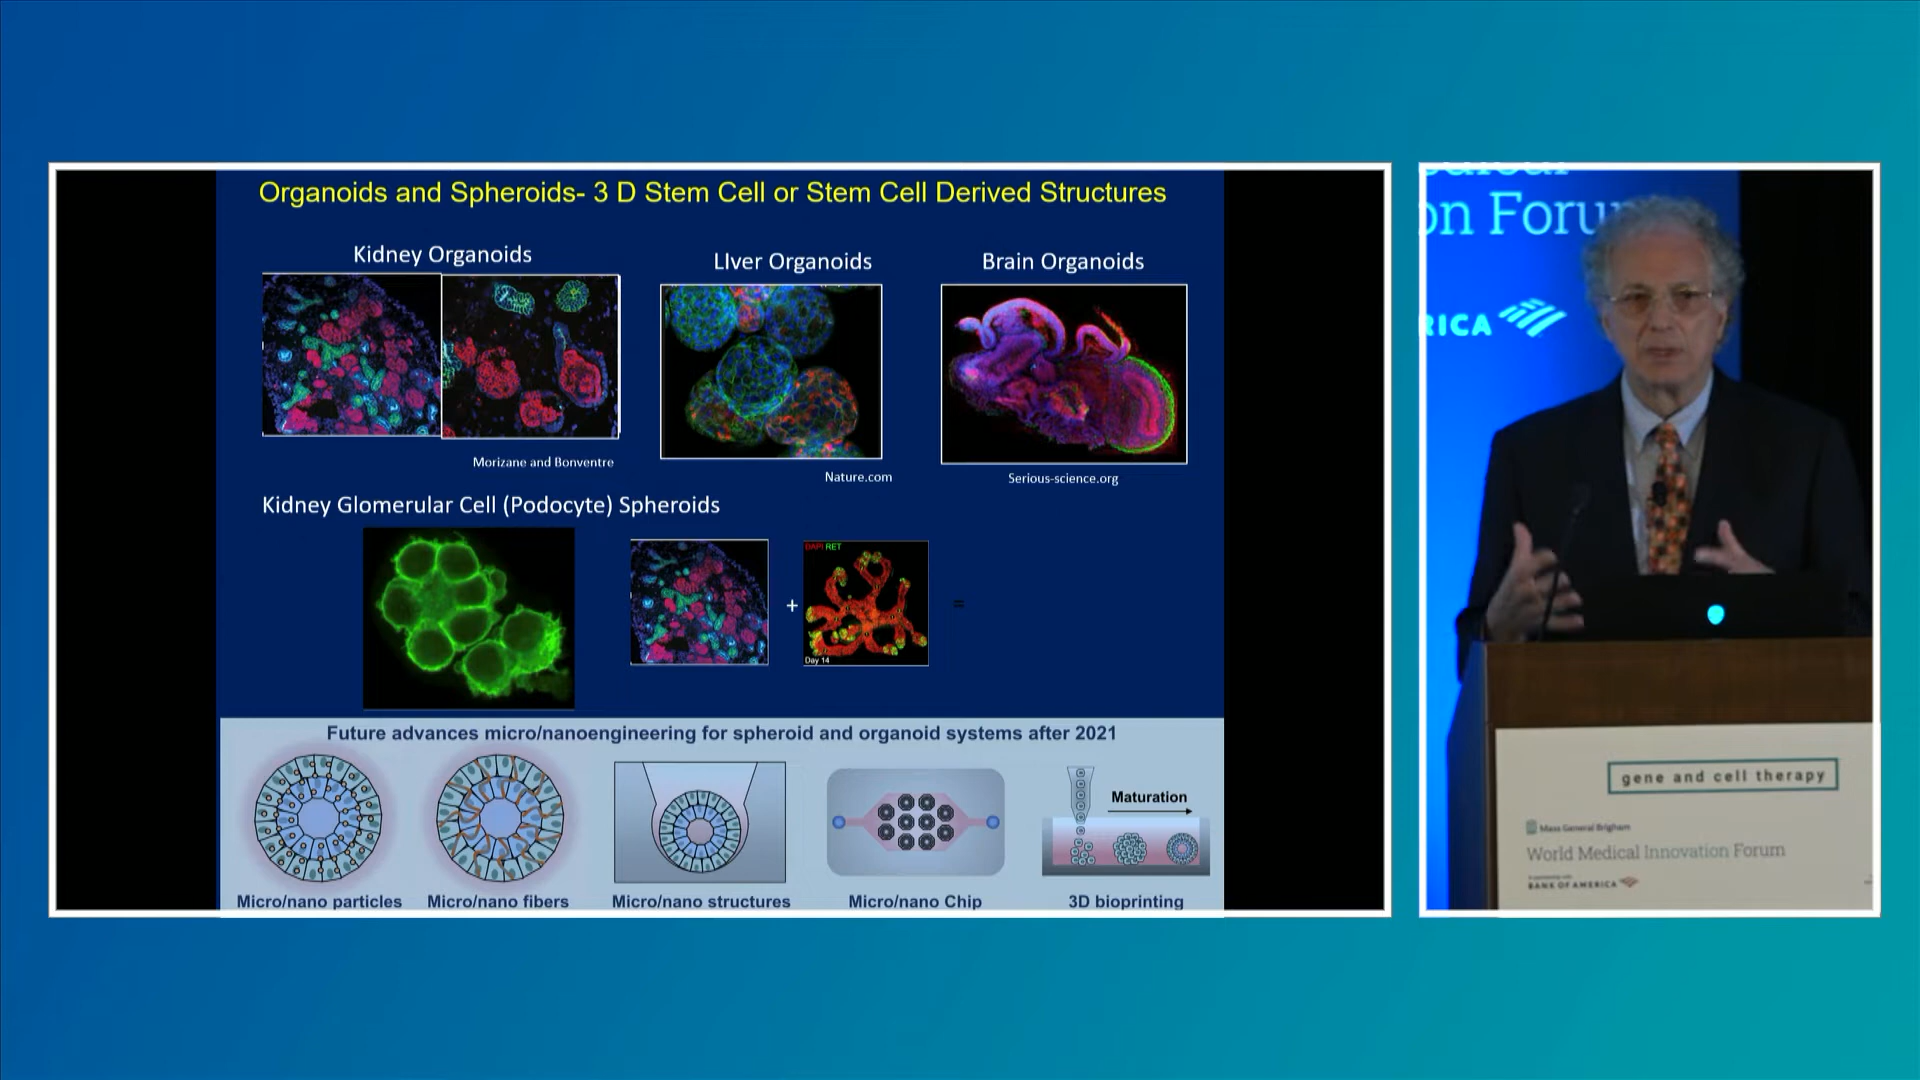 Organoids and Spheroids- 3 D Stem Cell or Stem Cell Derived Structures
Kidney Organoids
LIver Organoids
Brain Organoids
Morizane and Bonventre
Nature.com
Serious-science.org
Kidney Glomerular Cell (Podocyte) Spheroids
DAPI RET
+
=
Day 14
Future advances micro/nanoengineering for spheroid and organoid systems after 2021
Maturation
Micro/nano particles
Micro/nano fibers
Micro/nano structures
Micro/nano Chip
3D bioprinting
on Foru
RICA
gene and cell therapy
Mass General Brigham
World Medical Innovation Forum
BANK OF AMERICA